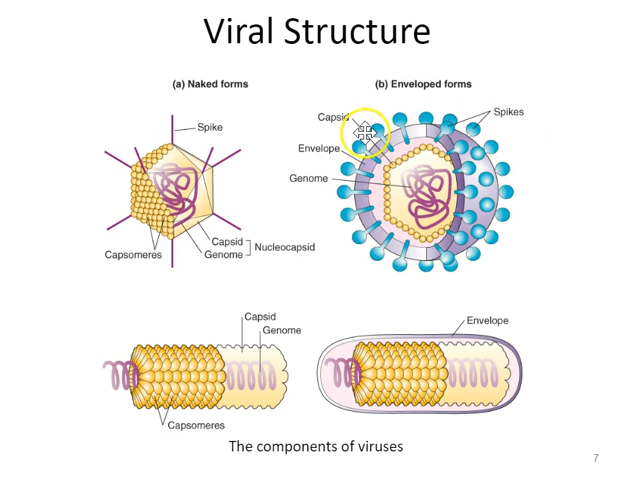 Viral Structure
(a) Naked forms
(b) Enveloped forms
Spike
Capsid
Spikes
Envelope
Genome
Capsid
Genome
Nucleocapsid
Capsomeres
Capsid
Genome
Envelope
Capsomeres
The components of viruses
7